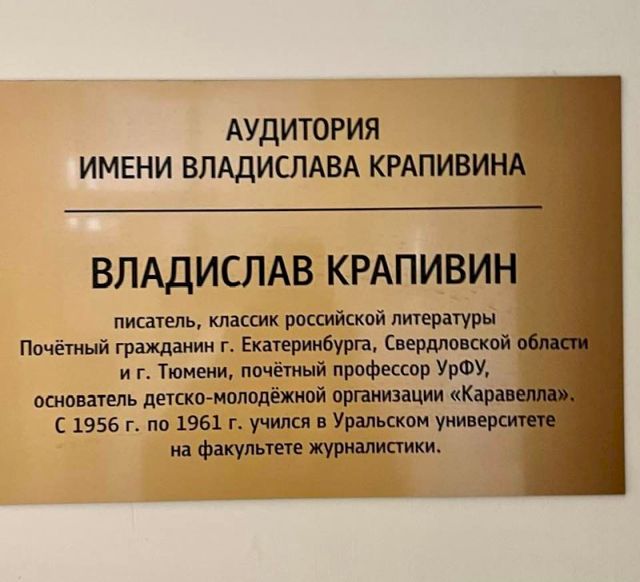 АУДИТОРИЯ
ИМЕНИ ВЛАДИСЛАВА КРАПИВИНА
ВЛАДИСЛАВ КРАПИВИН
писатель, классик российской литературы
Почётный гражданин г. Екатеринбурга, Свердловской области
и г. Тюмени, почётный профессор УрФУ,
основатель детско-молодёжной организации «Каравелла».
С 1956 г. по 1961 г. учился в Уральском университете
на факультете журналистики.